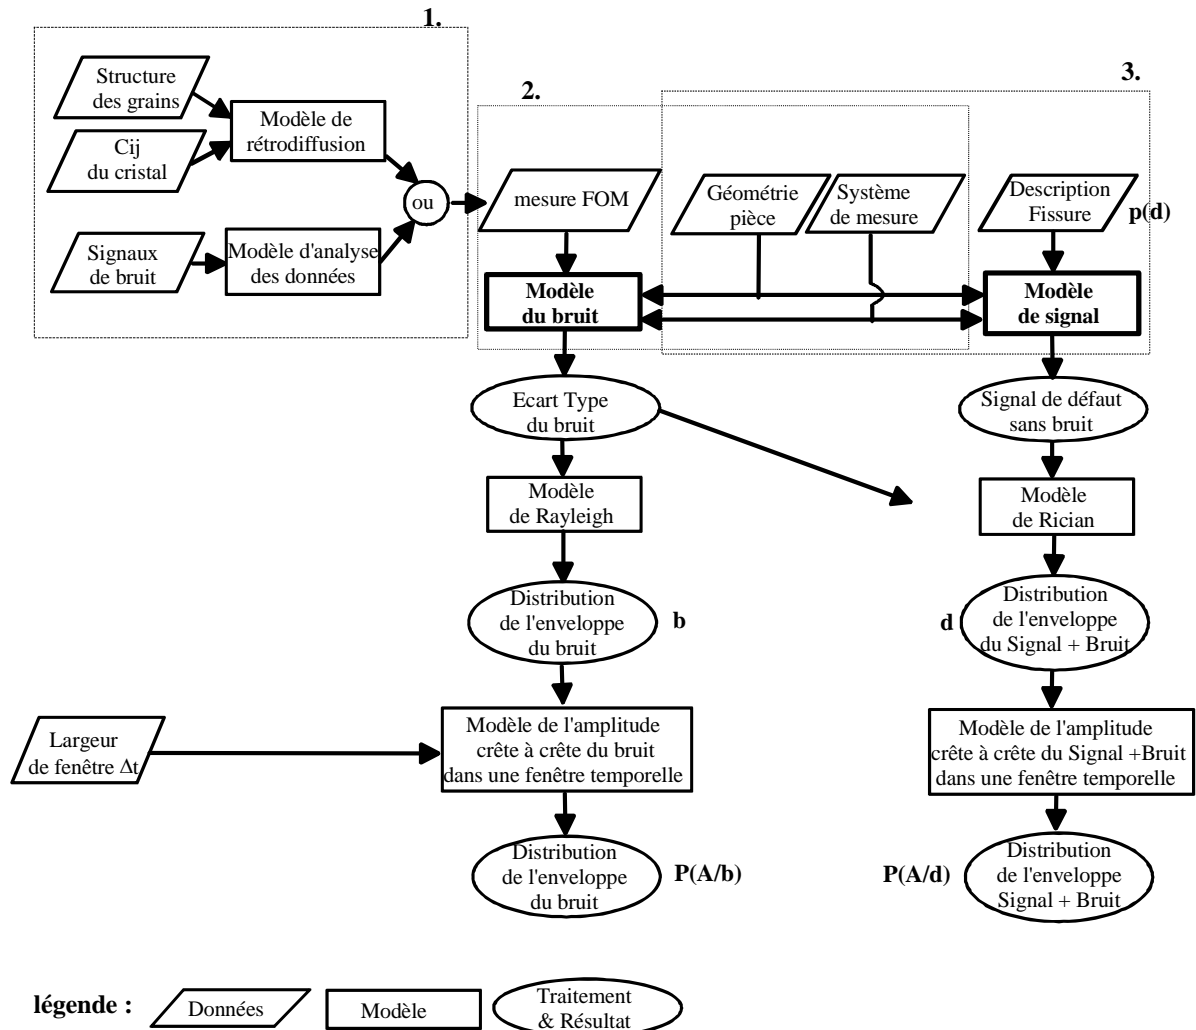 1.
Structure
des grains
Cij
du cristal
Modèle de
rétrodiffusion
Signaux
de bruit
Modèle d'analyse
des données
ou
2.
3.
mesure FOM
Géométrie
pièce
Système
de mesure
Description
Fissure
p(d)
Modèle
du bruit
Modèle
de signal
Ecart Type
du bruit
Signal de défaut
sans bruit
Modèle
de Rayleigh
Modèle
de Rician
Distribution
de l'enveloppe
du bruit
b
d
Distribution
de l'enveloppe
du Signal + Bruit
Largeur
de fenêtre Δt
Modèle de l'amplitude
crête à crête du bruit
dans une fenêtre temporelle
Modèle de l'amplitude
crête à crête du Signal +Bruit
dans une fenêtre temporelle
Distribution
de l'enveloppe
du bruit
P(A/b)
P(A/d)
Distribution
de l'enveloppe
Signal + Bruit
légende :
Données
Modèle
Traitement
& Résultat